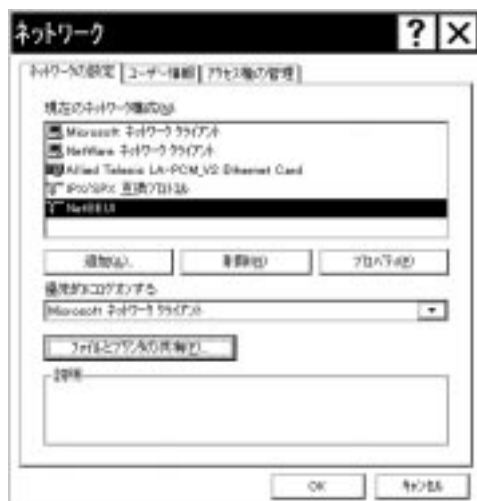 ネットワーク
ネットワークの設定 ユーザー情報 アクセス権の管理
現在のネットワーク構成(N):
Microsoft ネットワーク クライアント
NetWare ネットワーク クライアント
Allied Telesis LA-PCM_V2 Ethernet Card
IPX/SPX 互換プロトコル
NetBEUI
追加(A)... 削除(R) プロパティ(P)
優先的にログオンする
Microsoft ネットワーク クライアント
ファイルとプリンタの共有(F)...
説明
OK キャンセル